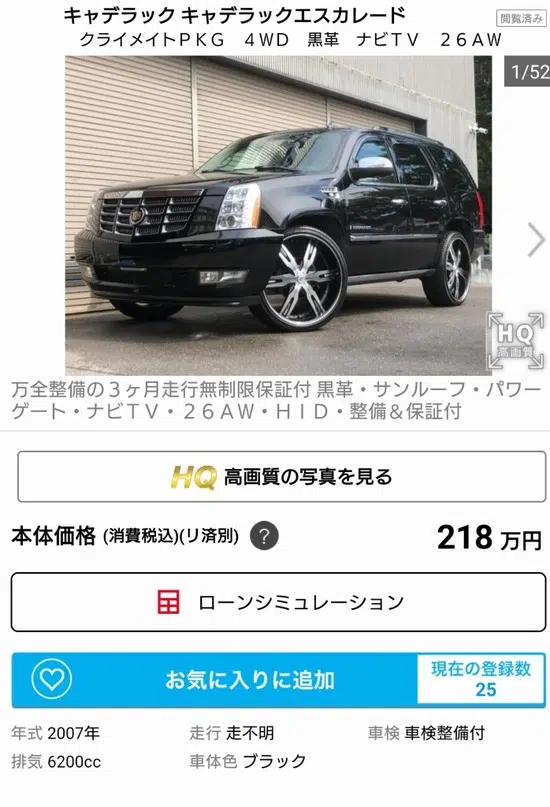 キャデラック キャデラックエスカレード
閲覧済み
クライメイトＰＫＧ　４ＷＤ　黒革　ナビＴＶ　２６ＡＷ
1/52
HQ
高画質
万全整備の３ヶ月走行無制限保証付 黒革・サンルーフ・パワー
ゲート・ナビＴＶ・２６ＡＷ・ＨＩＤ・整備＆保証付
HQ 高画質の写真を見る
本体価格 (消費税込)(リ済別) ? 218 万円
ローンシミュレーション
お気に入りに追加
現在の登録数
25
年式 2007年 走行 走不明 車検 車検整備付
排気 6200cc 車体色 ブラック